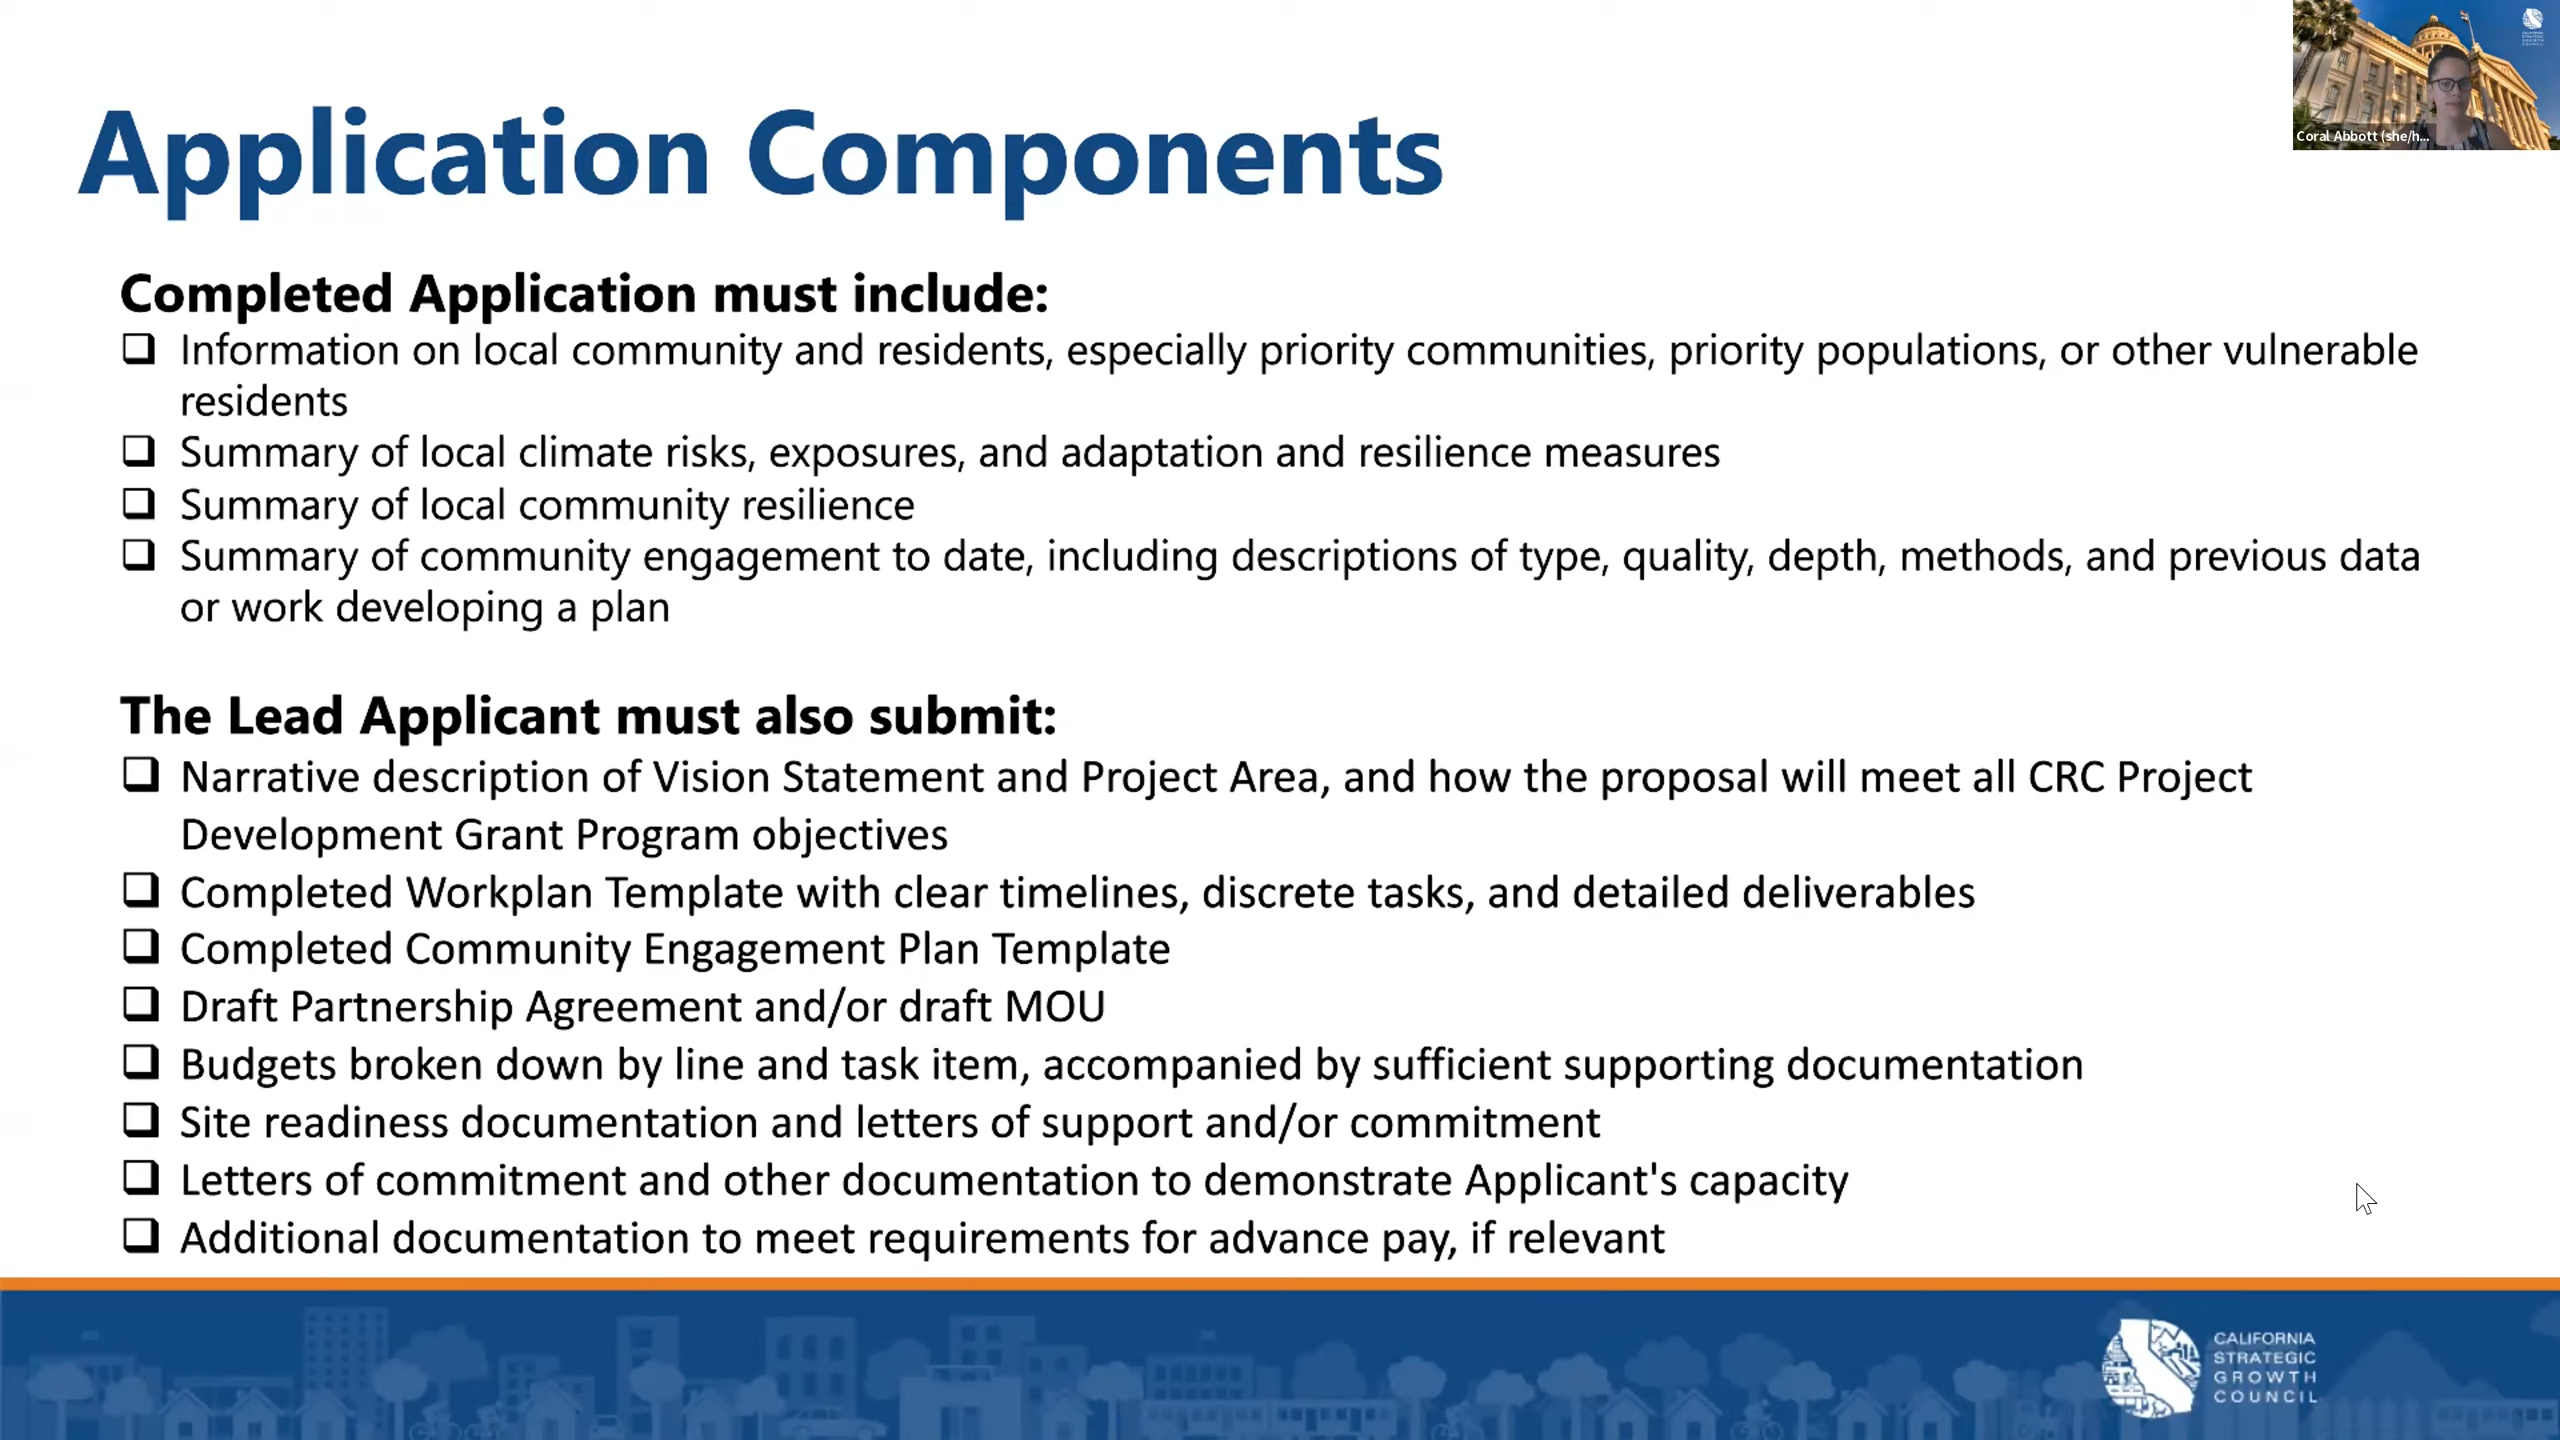 Application Components
Coral Abbott (she/h...
Completed Application must include:
❑ Information on local community and residents, especially priority communities, priority populations, or other vulnerable
residents
❑ Summary of local climate risks, exposures, and adaptation and resilience measures
❑ Summary of local community resilience
❑ Summary of community engagement to date, including descriptions of type, quality, depth, methods, and previous data
or work developing a plan
The Lead Applicant must also submit:
❑ Narrative description of Vision Statement and Project Area, and how the proposal will meet all CRC Project
Development Grant Program objectives
❑ Completed Workplan Template with clear timelines, discrete tasks, and detailed deliverables
❑ Completed Community Engagement Plan Template
❑ Draft Partnership Agreement and/or draft MOU
❑ Budgets broken down by line and task item, accompanied by sufficient supporting documentation
❑ Site readiness documentation and letters of support and/or commitment
❑ Letters of commitment and other documentation to demonstrate Applicant's capacity
❑ Additional documentation to meet requirements for advance pay, if relevant
CALIFORNIA
STRATEGIC
GROWTH
COUNCIL